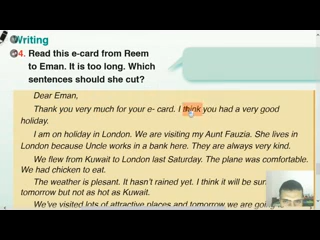 Writing
4. Read this e-card from Reem
to Eman. It is too long. Which
sentences should she cut?
Dear Eman,
Thank you very much for your e- card. I think you had a very good
holiday.
I am on holiday in London. We are visiting my Aunt Fauzia. She lives in
London because Uncle works in a bank here. They are always very kind.
We flew from Kuwait to London last Saturday. The plane was comfortable.
We had chicken to eat.
The weather is plesant. It hasn't rained yet. I think it will be
tomorrow but not as hot as Kuwait.
We've visited lots of attractive places and tomorrow we are